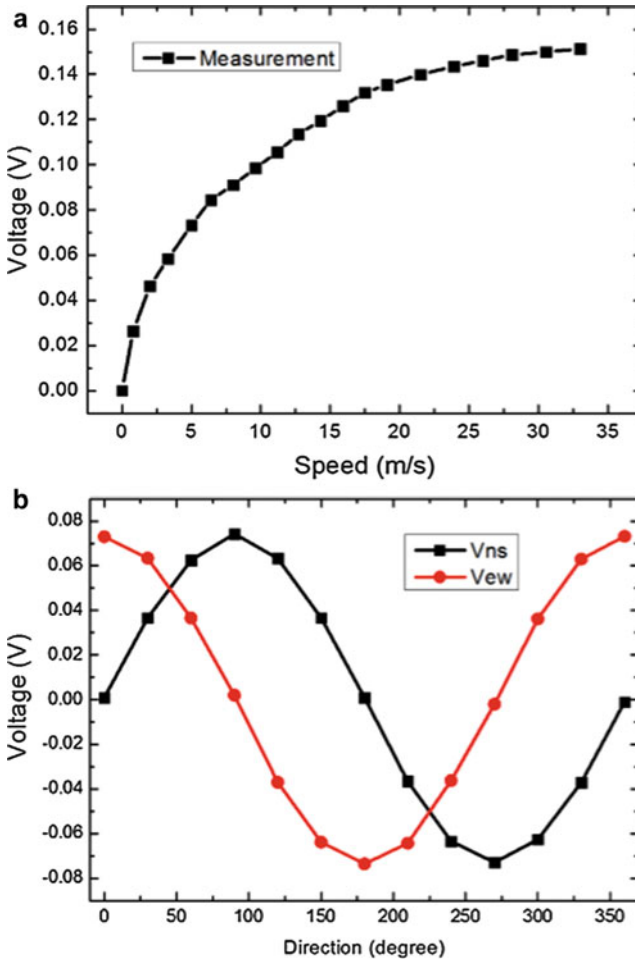 a
0.16
0.14
0.12
0.10
0.08
0.06
0.04
0.02
0.00
Voltage (V)
Measurement
0 5 10 15 20 25 30 35
Speed (m/s)
b
0.08
0.06
0.04
0.02
0.00
-0.02
-0.04
-0.06
-0.08
Voltage (V)
Vns
Vew
0 50 100 150 200 250 300 350
Direction (degree)